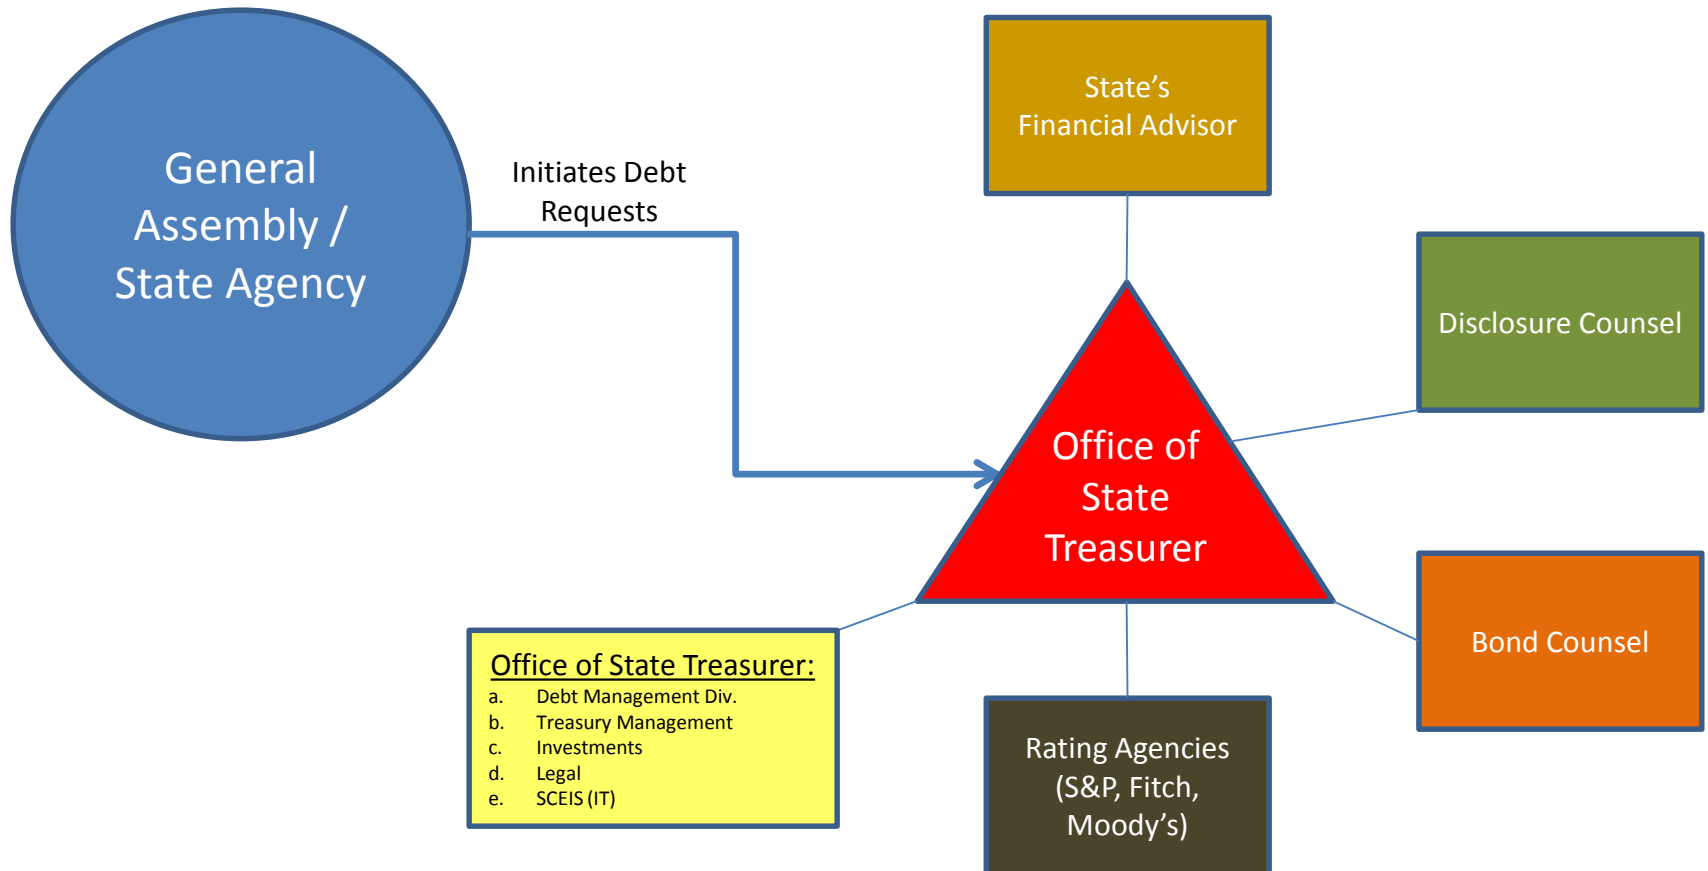 General
Assembly /
State Agency
Initiates Debt
Requests
State’s
Financial Advisor
Disclosure Counsel
Office of
State
Treasurer
Bond Counsel
Office of State Treasurer:
a. Debt Management Div.
b. Treasury Management
c. Investments
d. Legal
e. SCEIS (IT)
Rating Agencies
(S&P, Fitch,
Moody’s)